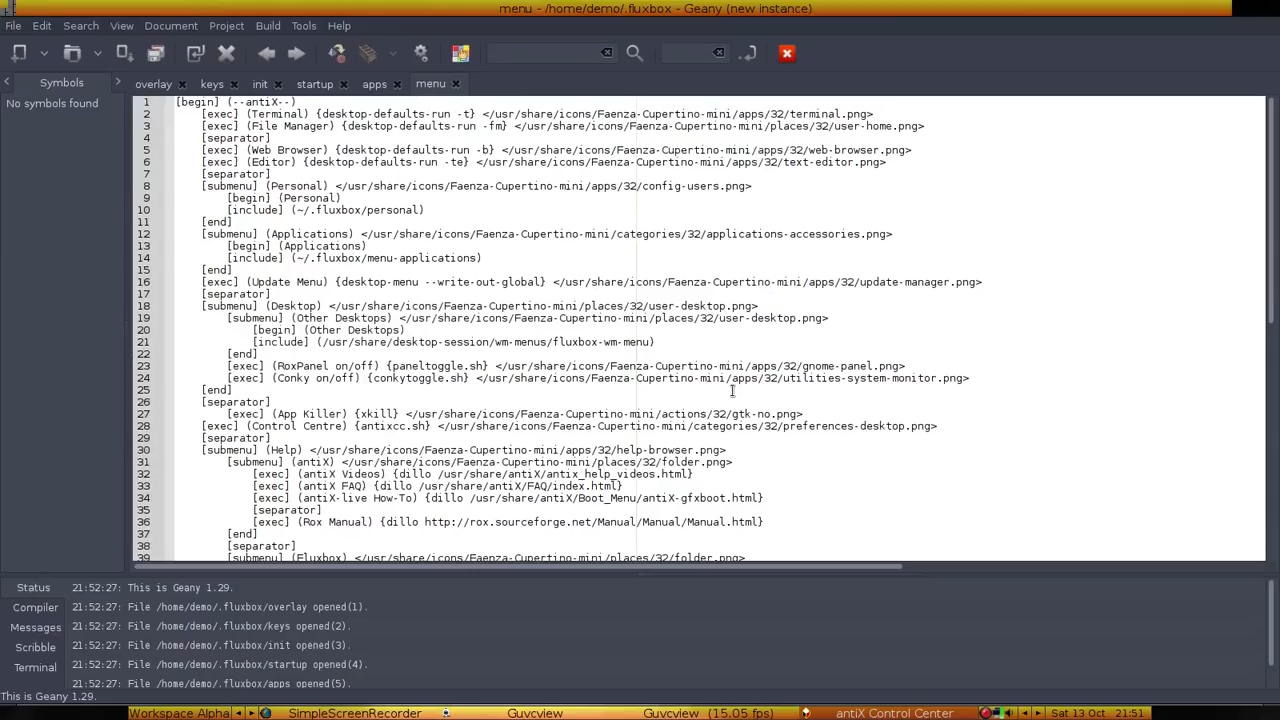 menu - /home/demo/.fluxbox - Geany (new instance)
File Edit Search View Document Project Build Tools Help
Symbols overlay keys init startup apps menu
No symbols found
1 [begin] (--antiX--)
2 [exec] (Terminal) {desktop-defaults-run -t} </usr/share/icons/Faenza-Cupertino-mini/apps/32/terminal.png>
3 [exec] (File Manager) {desktop-defaults-run -fm} </usr/share/icons/Faenza-Cupertino-mini/places/32/user-home.png>
4 [separator]
5 [exec] (Web Browser) {desktop-defaults-run -b} </usr/share/icons/Faenza-Cupertino-mini/apps/32/web-browser.png>
6 [exec] (Editor) {desktop-defaults-run -te} </usr/share/icons/Faenza-Cupertino-mini/apps/32/text-editor.png>
7 [separator]
8 [submenu] (Personal) </usr/share/icons/Faenza-Cupertino-mini/apps/32/config-users.png>
9 [begin] (Personal)
10 [include] (~/.fluxbox/personal)
11 [end]
12 [submenu] (Applications) </usr/share/icons/Faenza-Cupertino-mini/categories/32/applications-accessories.png>
13 [begin] (Applications)
14 [include] (~/.fluxbox/menu-applications)
15 [end]
16 [exec] (Update Menu) {desktop-menu --write-out-global} </usr/share/icons/Faenza-Cupertino-mini/apps/32/update-manager.png>
17 [separator]
18 [submenu] (Desktop) </usr/share/icons/Faenza-Cupertino-mini/places/32/user-desktop.png>
19 [submenu] (Other Desktops) </usr/share/icons/Faenza-Cupertino-mini/places/32/user-desktop.png>
20 [begin] (Other Desktops)
21 [include] (/usr/share/desktop-session/wm-menus/fluxbox-wm-menu)
22 [end]
23 [exec] (RoxPanel on/off) {paneltoggle.sh} </usr/share/icons/Faenza-Cupertino-mini/apps/32/gnome-panel.png>
24 [exec] (Conky on/off) {conkytoggle.sh} </usr/share/icons/Faenza-Cupertino-mini/apps/32/utilities-system-monitor.png>
25 [end]
26 [separator]
27 [exec] (App Killer) {xkill} </usr/share/icons/Faenza-Cupertino-mini/actions/32/gtk-no.png>
28 [exec] (Control Centre) {antixcc.sh} </usr/share/icons/Faenza-Cupertino-mini/categories/32/preferences-desktop.png>
29 [separator]
30 [submenu] (Help) </usr/share/icons/Faenza-Cupertino-mini/apps/32/help-browser.png>
31 [submenu] (antiX) </usr/share/icons/Faenza-Cupertino-mini/places/32/folder.png>
32 [exec] (antiX Videos) {dillo /usr/share/antiX/antix_help_videos.html}
33 [exec] (antiX FAQ) {dillo /usr/share/antiX/FAQ/index.html}
34 [exec] (antiX-live How-To) {dillo /usr/share/antiX/Boot_Menu/antiX-gfxboot.html}
35 [separator]
36 [exec] (Rox Manual) {dillo http://rox.sourceforge.net/Manual/Manual/Manual.html}
37 [end]
38 [separator]
39 [submenu] (Fluxbox) </usr/share/icons/Faenza-Cupertino-mini/places/32/folder.png>
Status 21:52:27: This is Geany 1.29.
Compiler 21:52:27: File /home/demo/.fluxbox/overlay opened(1).
Messages 21:52:27: File /home/demo/.fluxbox/keys opened(2).
Scribble 21:52:27: File /home/demo/.fluxbox/init opened(3).
Terminal 21:52:27: File /home/demo/.fluxbox/startup opened(4).
21:52:27: File /home/demo/.fluxbox/apps opened(5).
This is Geany 1.29.
Workspace Alpha SimpleScreenRecorder Guvcview Guvcview (15.05 fps) antiX Control Center Sat 13 Oct 21:51